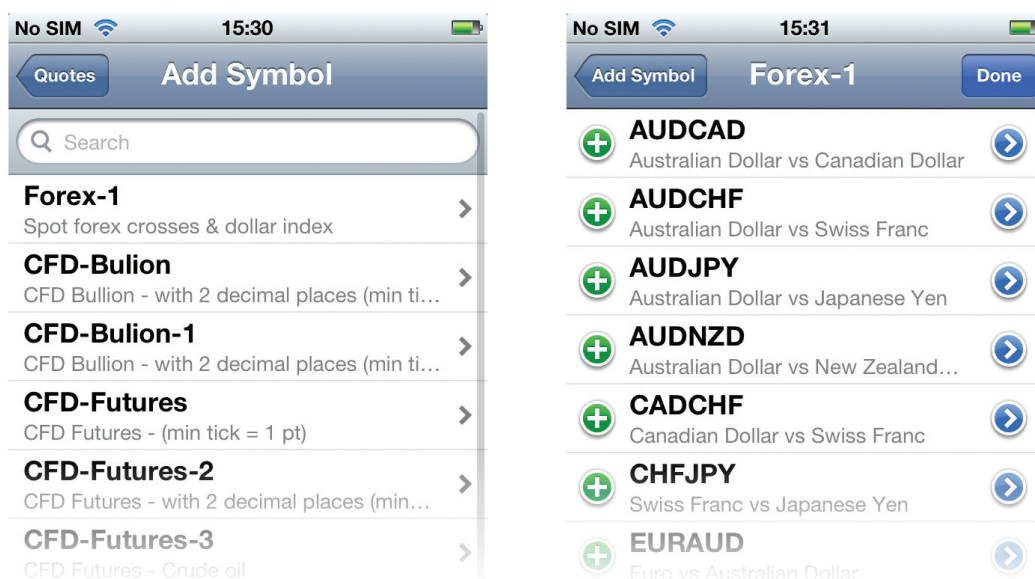 No SIM 15:30
Quotes Add Symbol
Search
Forex-1
Spot forex crosses & dollar index
CFD-Bulion
CFD Bullion - with 2 decimal places (min ti...
CFD-Bulion-1
CFD Bullion - with 2 decimal places (min ti...
CFD-Futures
CFD Futures - (min tick = 1 pt)
CFD-Futures-2
CFD Futures - with 2 decimal places (min...
CFD-Futures-3
CFD Futures - Crude oil
No SIM 15:31
Add Symbol Forex-1 Done
AUDCAD
Australian Dollar vs Canadian Dollar
AUDCHF
Australian Dollar vs Swiss Franc
AUDJPY
Australian Dollar vs Japanese Yen
AUDNZD
Australian Dollar vs New Zealand...
CADCHF
Canadian Dollar vs Swiss Franc
CHFJPY
Swiss Franc vs Japanese Yen
EURAUD
Euro vs Australian Dollar